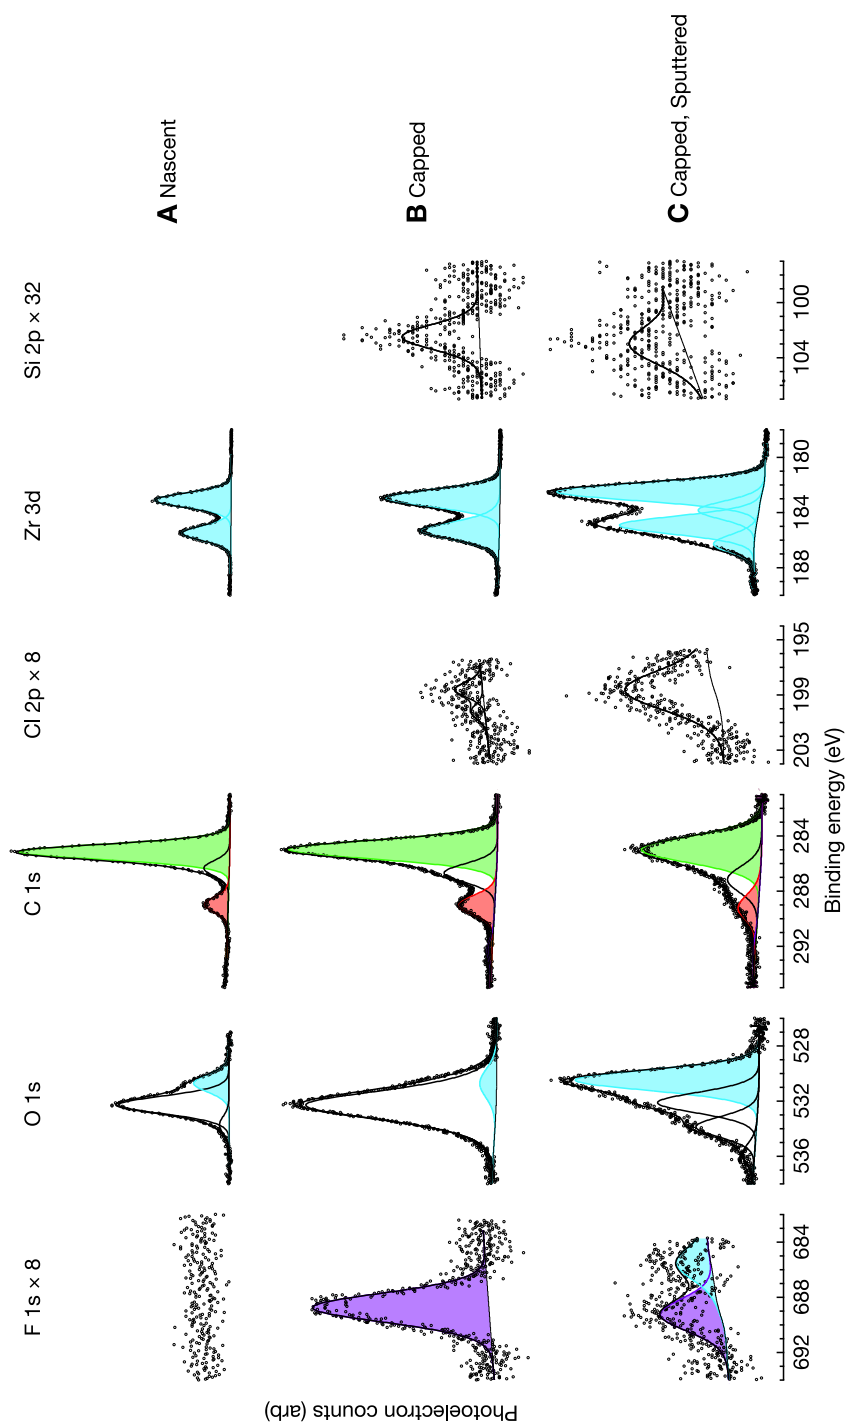 F 1s × 8
O 1s
C 1s
Cl 2p × 8
Zr 3d
Si 2p × 32
A Nascent
B Capped
C Capped, Sputtered
Photoelectron counts (arb)
692 688 684
536 532 528
292 288 284
203 199 195
188 184 180
104 100
Binding energy (eV)